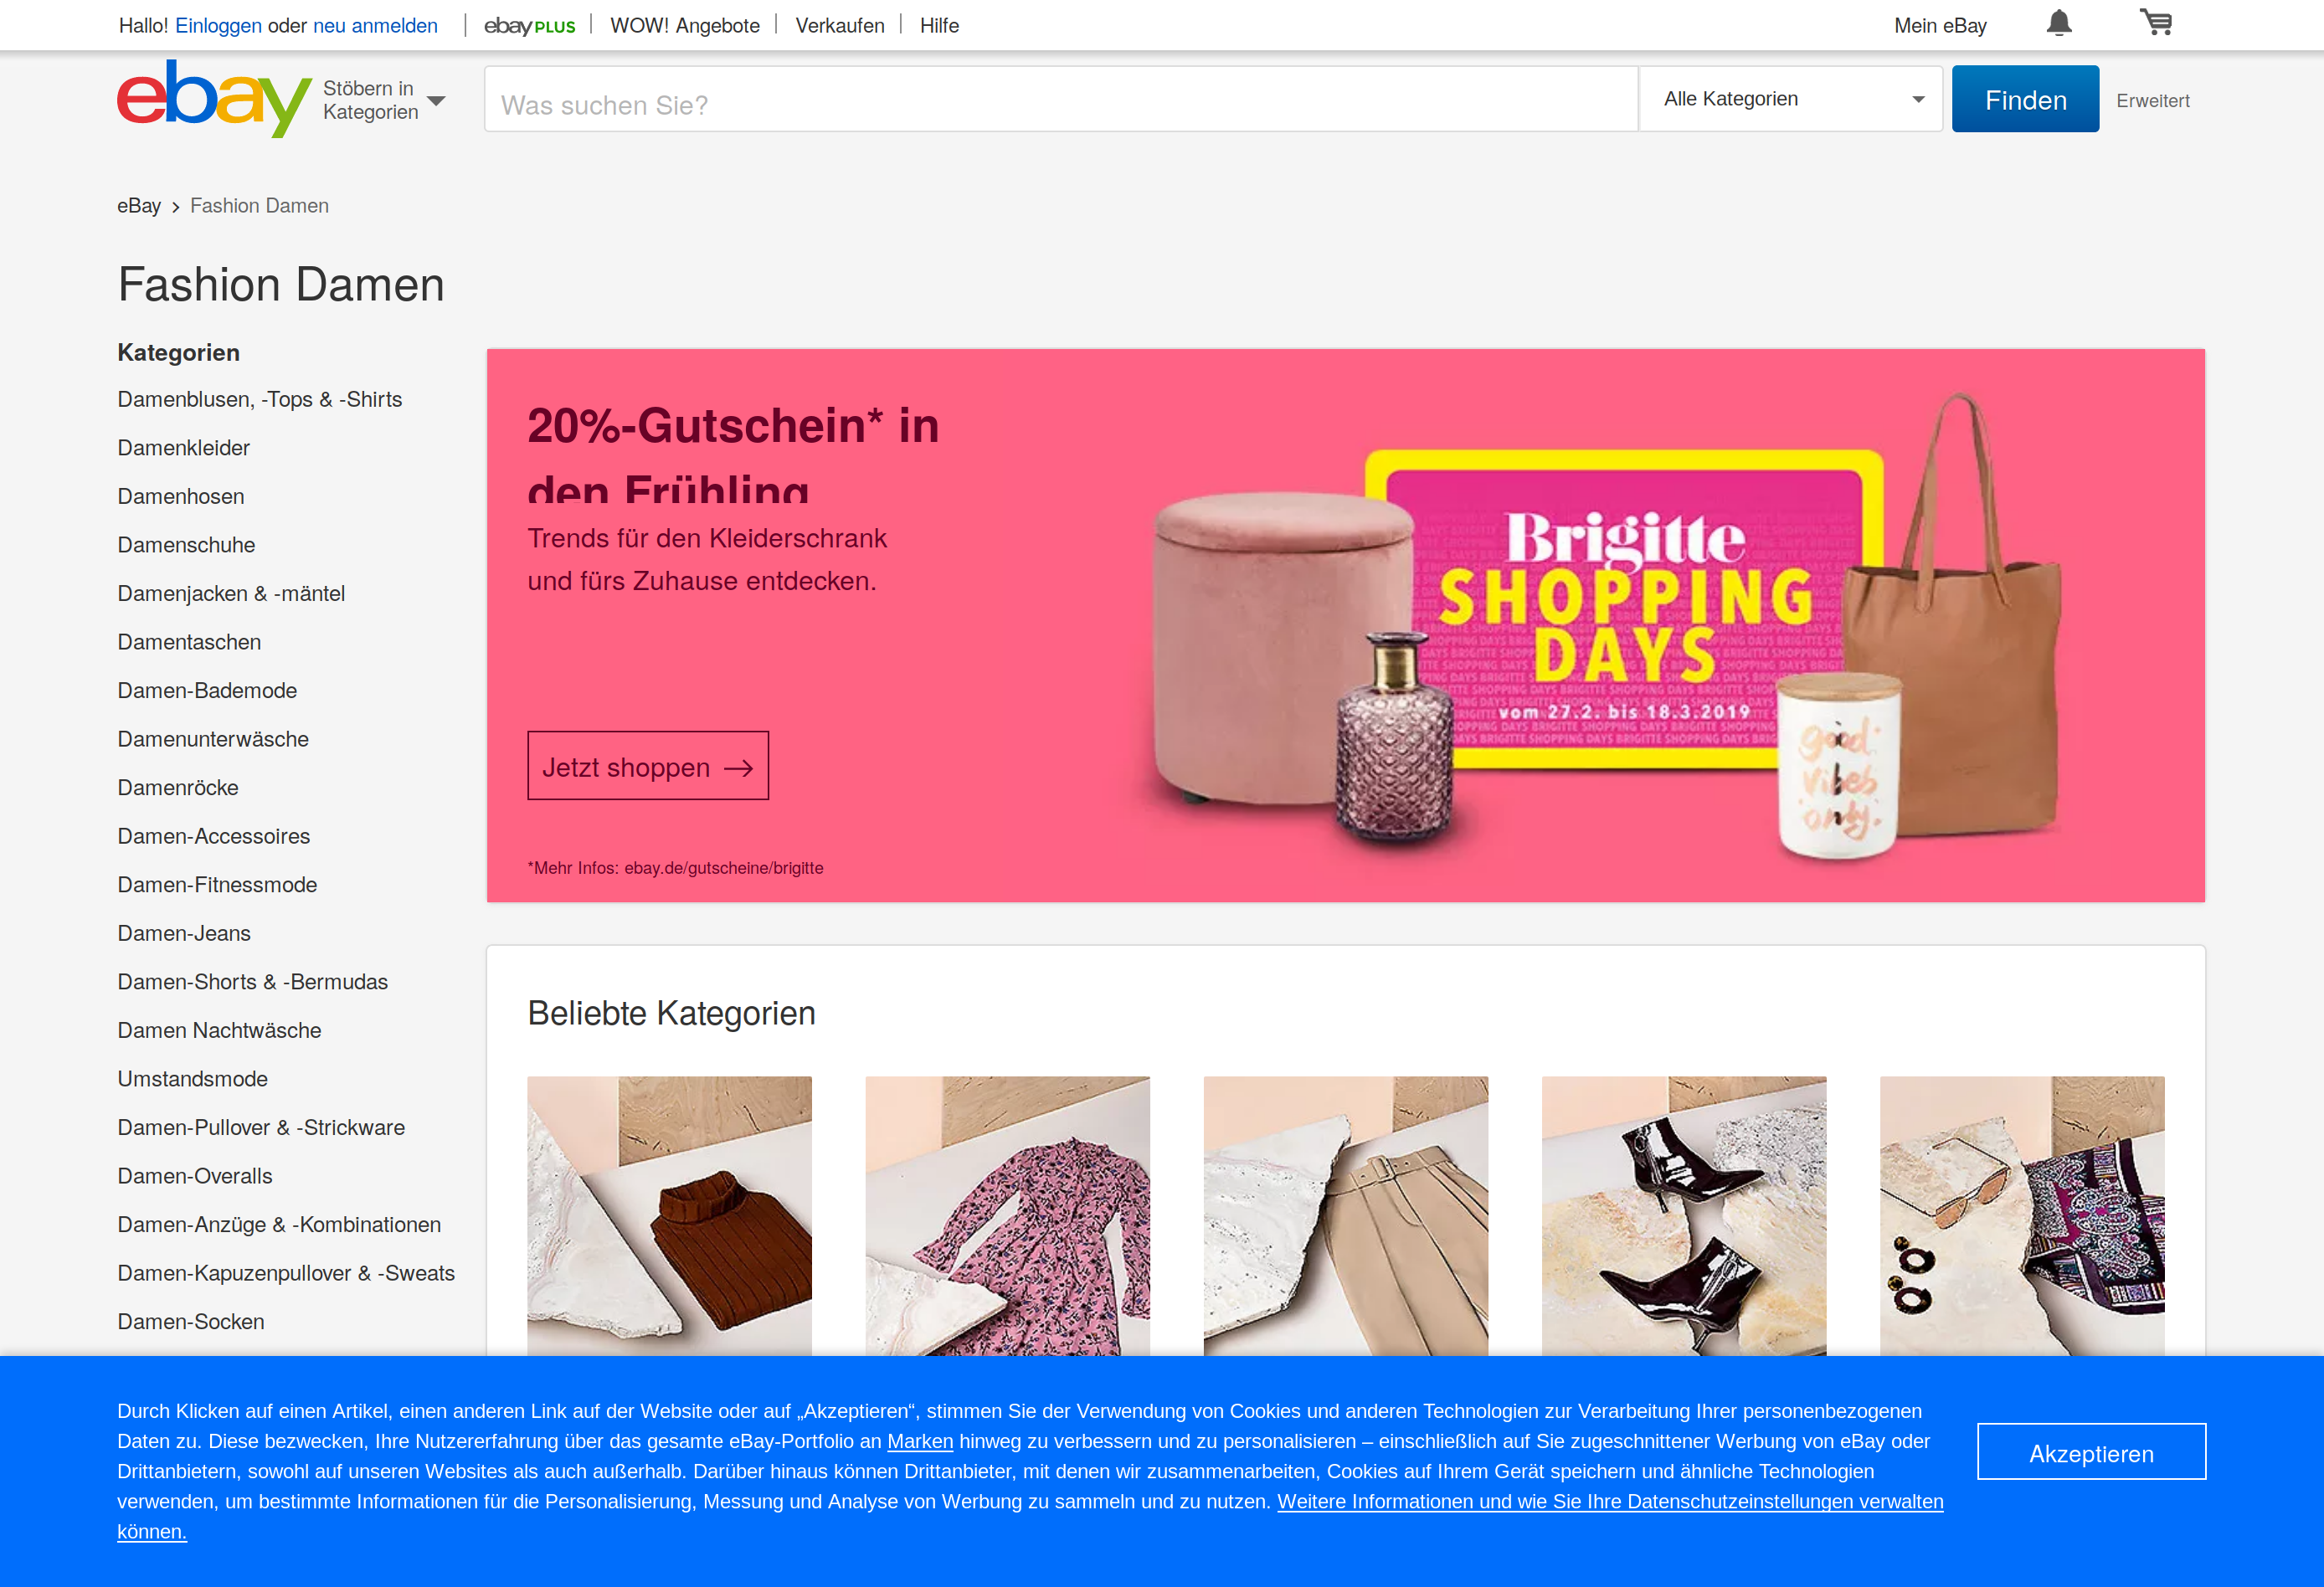 Hallo! Einloggen oder neu anmelden
ebay PLUS
WOW! Angebote
Verkaufen
Hilfe
Mein eBay
ebay
Stöbern in
Kategorien
Was suchen Sie?
Alle Kategorien
Finden
Erweitert
eBay
Fashion Damen
Fashion Damen
Kategorien
Damenblusen, -Tops & -Shirts
Damenkleider
Damenhosen
Damenschuhe
Damenjacken & -mäntel
Damentaschen
Damen-Bademode
Damenunterwäsche
Damenröcke
Damen-Accessoires
Damen-Fitnessmode
Damen-Jeans
Damen-Shorts & -Bermudas
Damen Nachtwäsche
Umstandsmode
Damen-Pullover & -Strickware
Damen-Overalls
Damen-Anzüge & -Kombinationen
Damen-Kapuzenpullover & -Sweats
Damen-Socken
20%-Gutschein* in
den Frühling
Trends für den Kleiderschrank
und fürs Zuhause entdecken.
Jetzt shoppen
*Mehr Infos: ebay.de/gutscheine/brigitte
Brigitte
SHOPPING
DAYS
vom 27.2. bis 18.3.2019
good
vibes
only.
Beliebte Kategorien
Durch Klicken auf einen Artikel, einen anderen Link auf der Website oder auf „Akzeptieren“, stimmen Sie der Verwendung von Cookies und anderen Technologien zur Verarbeitung Ihrer personenbezogenen
Daten zu. Diese bezwecken, Ihre Nutzererfahrung über das gesamte eBay-Portfolio an Marken hinweg zu verbessern und zu personalisieren – einschließlich auf Sie zugeschnittener Werbung von eBay oder
Drittanbietern, sowohl auf unseren Websites als auch außerhalb. Darüber hinaus können Drittanbieter, mit denen wir zusammenarbeiten, Cookies auf Ihrem Gerät speichern und ähnliche Technologien
verwenden, um bestimmte Informationen für die Personalisierung, Messung und Analyse von Werbung zu sammeln und zu nutzen. Weitere Informationen und wie Sie Ihre Datenschutzeinstellungen verwalten
können.
Akzeptieren